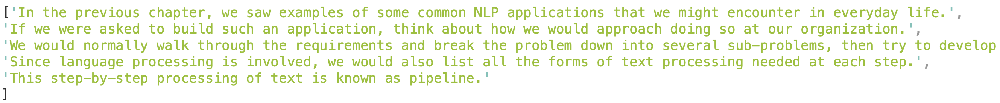 ['In the previous chapter, we saw examples of some common NLP applications that we might encounter in everyday life.',
'If we were asked to build such an application, think about how we would approach doing so at our organization.',
'We would normally walk through the requirements and break the problem down into several sub-problems, then try to develop
'Since language processing is involved, we would also list all the forms of text processing needed at each step.',
'This step-by-step processing of text is known as pipeline.'
]